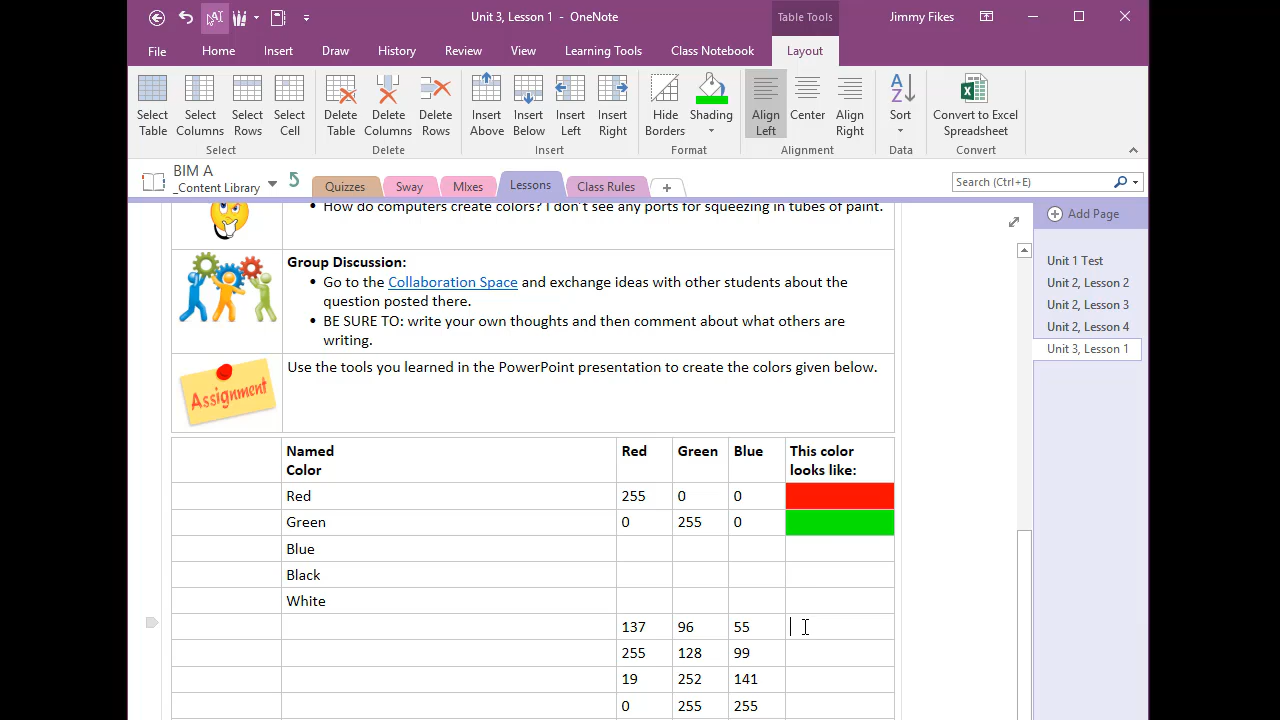 Unit 3, Lesson 1 - OneNote
Table Tools
Jimmy Fikes
File Home Insert Draw History Review View Learning Tools Class Notebook Layout
Select Table
Select Columns
Select Rows
Select Cell
Delete Table
Delete Columns
Delete Rows
Insert Above
Insert Below
Insert Left
Insert Right
Hide Borders
Shading
Align Left
Center
Align Right
Sort
Convert to Excel Spreadsheet
Select Delete Insert Format Alignment Data Convert
BIM A
_Content Library
Quizzes Sway MIxes Lessons Class Rules
Search (Ctrl+E)
Add Page
Unit 1 Test
Unit 2, Lesson 2
Unit 2, Lesson 3
Unit 2, Lesson 4
Unit 3, Lesson 1
• How do computers create colors? I don't see any ports for squeezing in tubes of paint.
Group Discussion:
• Go to the Collaboration Space and exchange ideas with other students about the
question posted there.
• BE SURE TO: write your own thoughts and then comment about what others are
writing.
Assignment
Use the tools you learned in the PowerPoint presentation to create the colors given below.
Named Color Red Green Blue This color looks like:
Red 255 0 0
Green 0 255 0
Blue
Black
White
137 96 55
255 128 99
19 252 141
0 255 255